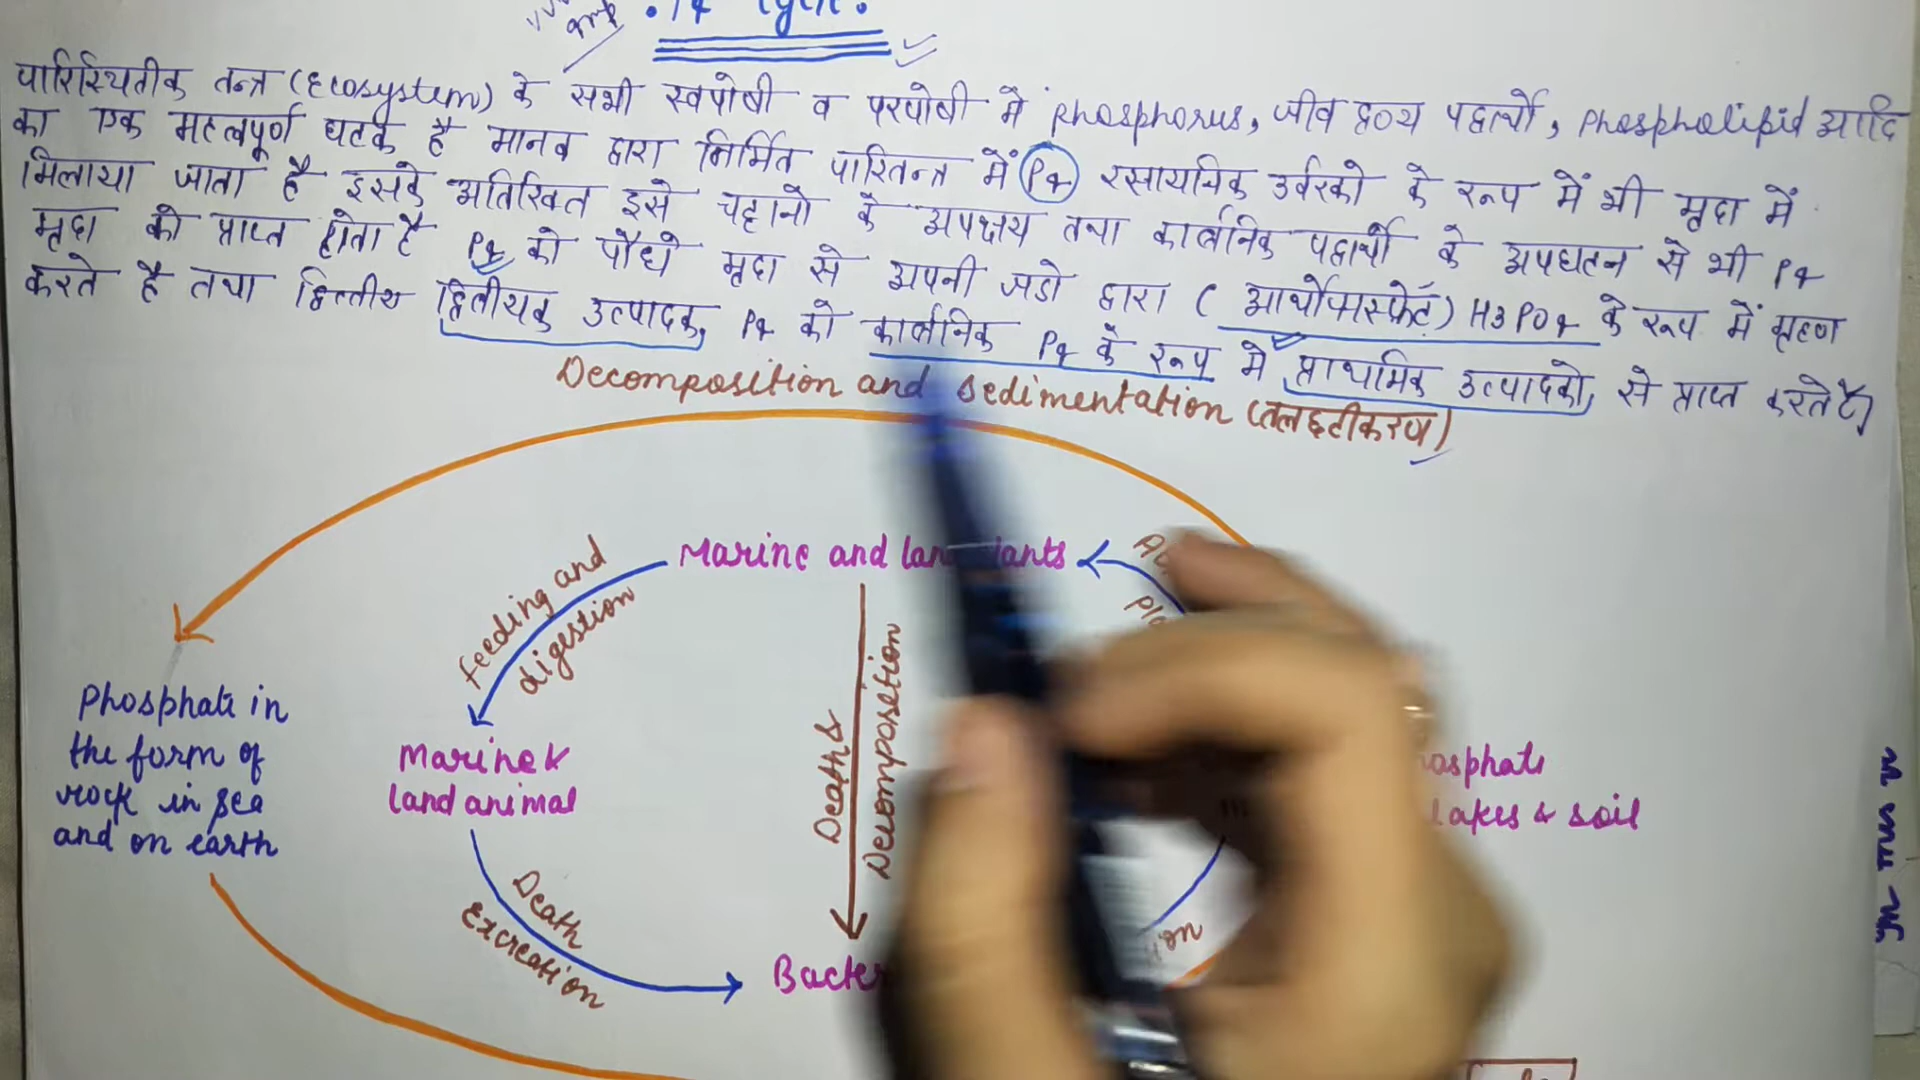 cycle.
पारिस्थितीक तन्त्र (Ecosystem) के सभी स्वपोषी व परपोषी में Phosphorus, जीव द्रव्य पदार्थो, Phospholipid आदि
का एक महत्वपूर्ण घटक है मानव द्वारा निर्मित पारितन्त्र में P4 रसायनिक उर्वरको के रूप में भी मृदा में
मिलाया जाता है इसके अतिरिक्त इसे चट्टानो के अपक्षय तथा कार्बनिक पदार्थो के अपघटन से भी P4
मृदा को प्राप्त होता है P4 को पौधे मृदा से अपनी जडो द्वारा (आर्थोफास्फेट) H3PO4 के रूप में ग्रहण
करते है तथा द्वितीय द्वितीयक उत्पादक, P4 को कार्बनिक P4 के रूप में प्राथमिक उत्पादको, से प्राप्त करते है
Decomposition and sedimentation (तलछटीकरण)
Marine and land
Feeding and
digestion
Phosphate in
the form of
rock in sea
and on earth
Marine &
land animal
Death &
Decomposition
lakes & soil
Death
Excreation